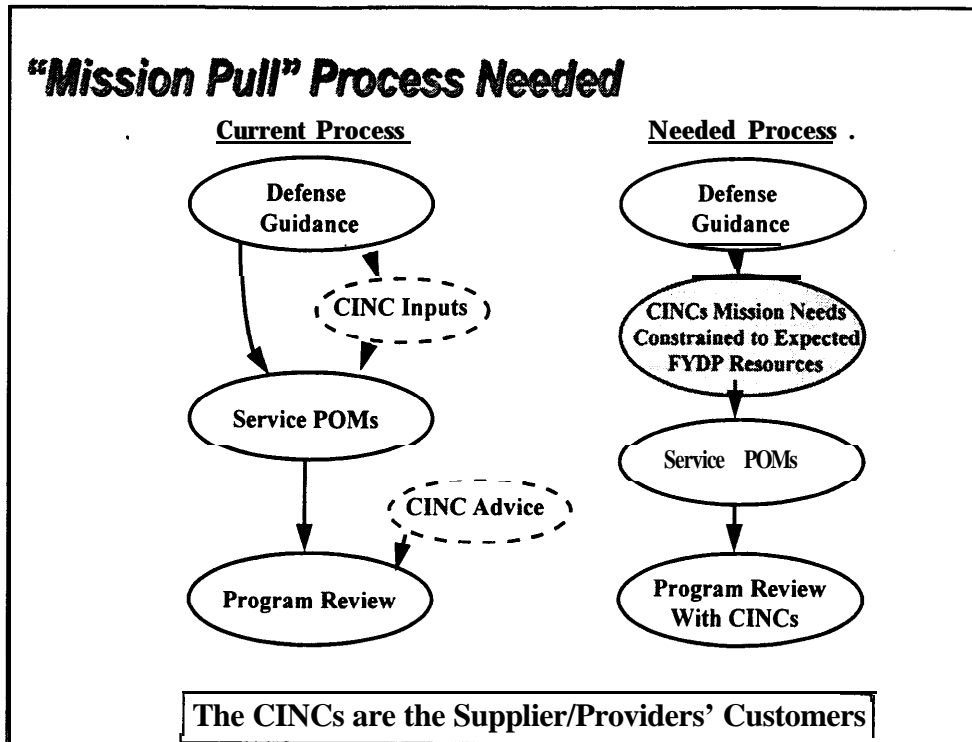 “Mission Pull” Process Needed
Current Process
Needed Process
Defense
Guidance
CINC Inputs
Service POMs
CINC Advice
Program Review
Defense
Guidance
CINCs Mission Needs
Constrained to Expected
FYDP Resources
Service POMs
Program Review
With CINCs
The CINCs are the Supplier/Providers’ Customers